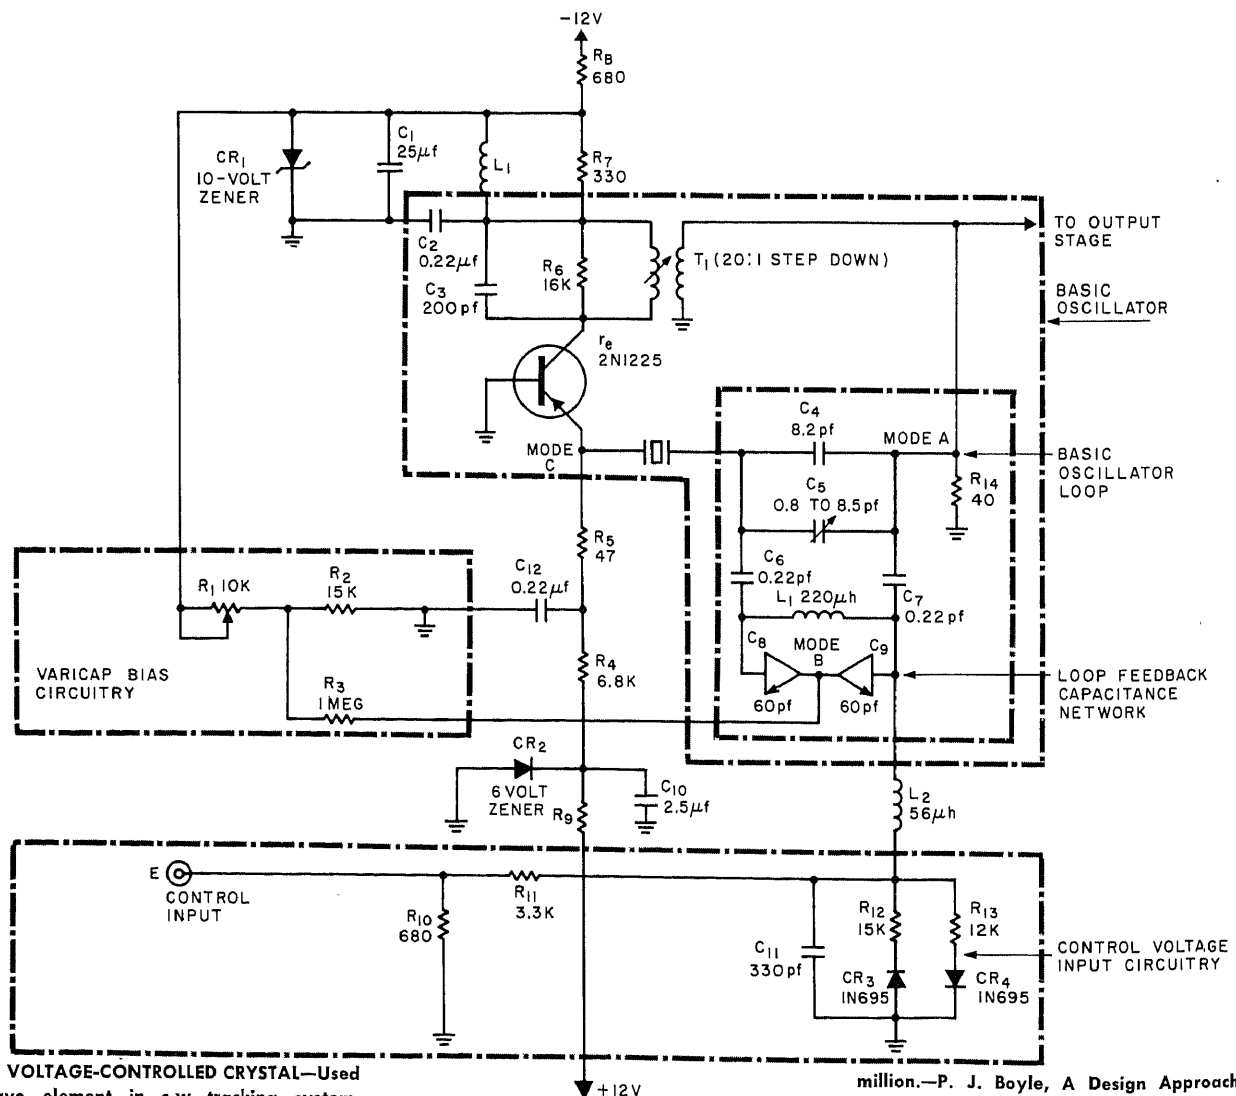 -12V
RB
680
C1
25µf
L1
R7
330
CR1
10-VOLT
ZENER
C2
0.22µf
R6
16K
T1 (20:1 STEP DOWN)
TO OUTPUT
STAGE
C3
200pf
BASIC
OSCILLATOR
re
2N1225
C4
8.2pf
MODE A
MODE
C
BASIC
OSCILLATOR
LOOP
C5
0.8 TO 8.5pf
R14
40
R5
47
C6
0.22pf
C12
0.22µf
R1 10K
R2
15K
L1 220µh
C7
0.22pf
C8
MODE
B
C9
60pf
60pf
R4
6.8K
VARICAP BIAS
CIRCUITRY
LOOP FEEDBACK
CAPACITANCE
NETWORK
R3
1MEG
CR2
6 VOLT
ZENER
R9
C10
2.5µf
L2
56µh
E
CONTROL
INPUT
R11
3.3K
R10
680
R12
15K
R13
12K
C11
330pf
CR3
1N695
CR4
1N695
CONTROL VOLTAGE
INPUT CIRCUITRY
VOLTAGE-CONTROLLED CRYSTAL—Used
+12V
million.—P. J. Boyle, A Design Approach